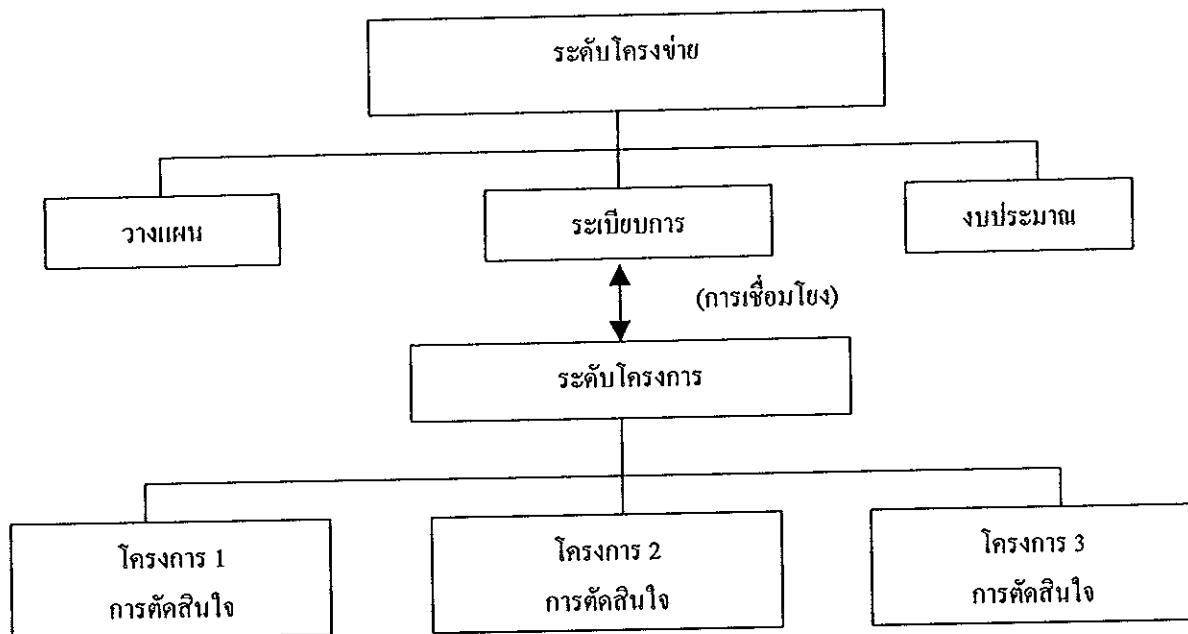 ระดับโครงข่าย
วางแผน
ระเบียบการ
งบประมาณ
(การเชื่อมโยง)
ระดับโครงการ
โครงการ 1
การตัดสินใจ
โครงการ 2
การตัดสินใจ
โครงการ 3
การตัดสินใจ